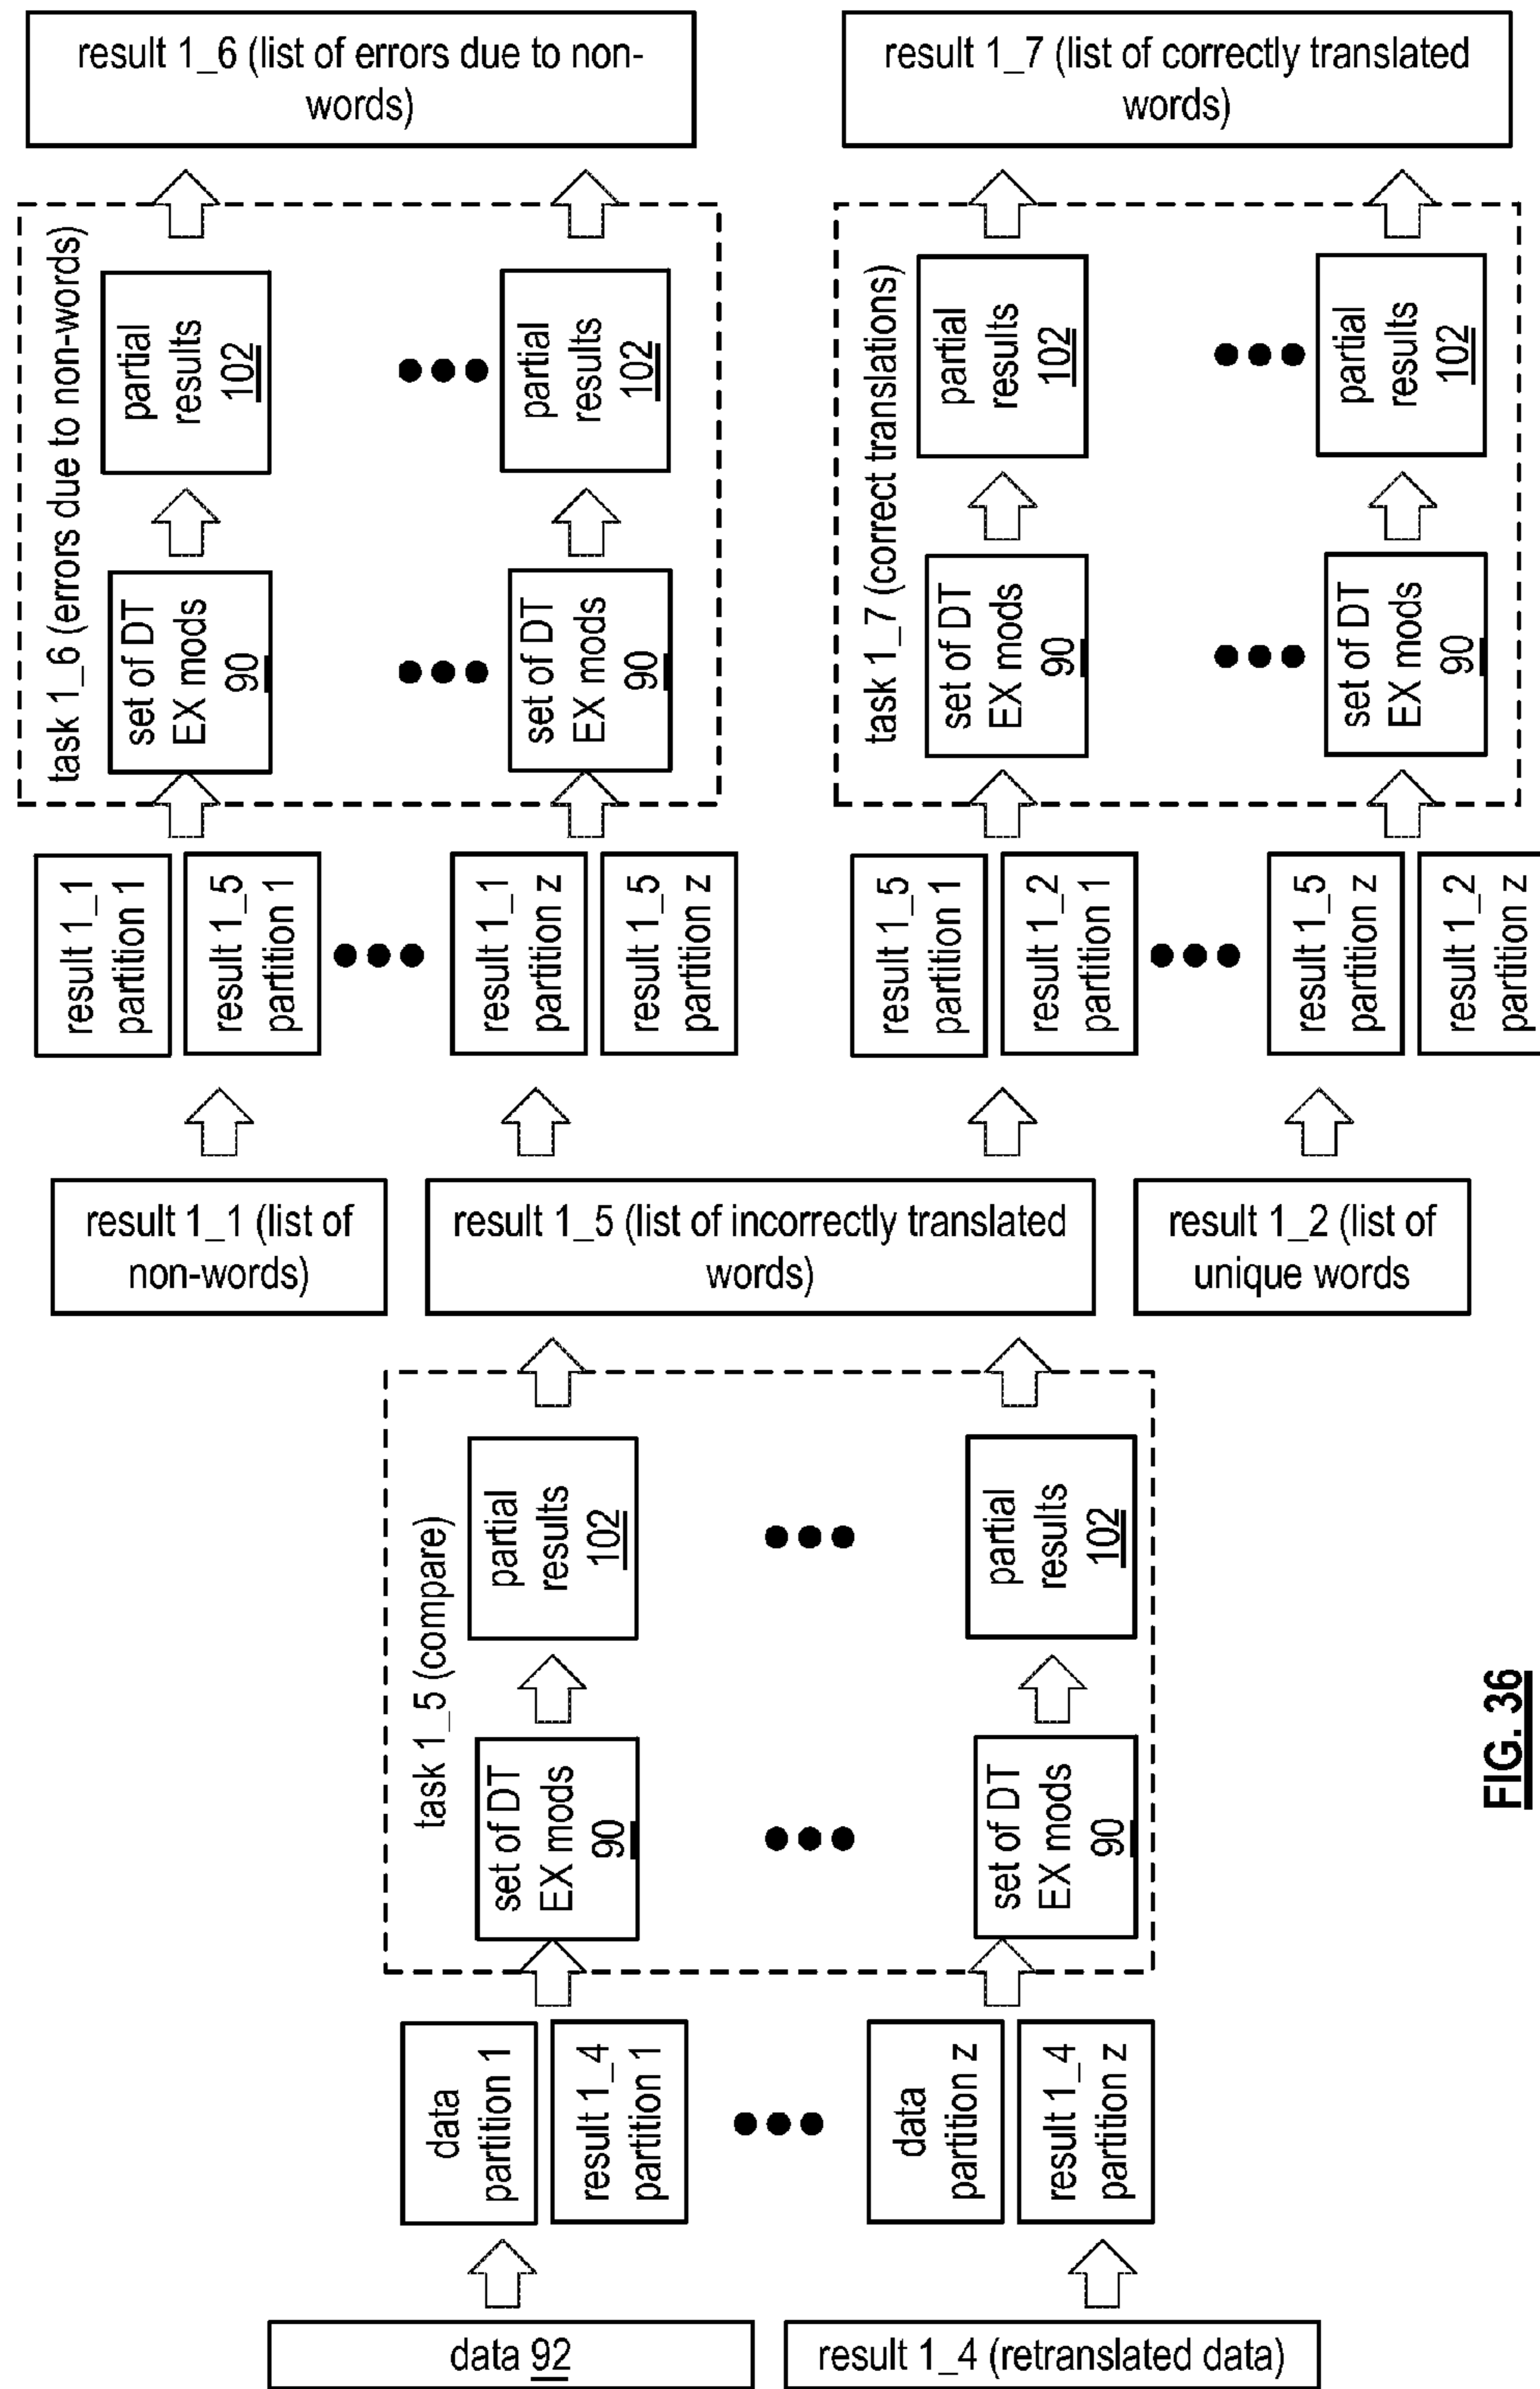 data 92
result 1_4 (retranslated data)
data
partition 1
result 1_4
partition 1
data
partition z
result 1_4
partition z
task 1_5 (compare)
set of DT
EX mods
90
partial
results
102
set of DT
EX mods
90
partial
results
102
result 1_1 (list of
non-words)
result 1_5 (list of incorrectly translated
words)
result 1_2 (list of
unique words
result 1_1
partition 1
result 1_5
partition 1
result 1_1
partition z
result 1_5
partition z
result 1_5
partition 1
result 1_2
partition 1
result 1_5
partition z
result 1_2
partition z
task 1_6 (errors due to non-words)
set of DT
EX mods
90
partial
results
102
set of DT
EX mods
90
partial
results
102
task 1_7 (correct translations)
set of DT
EX mods
90
partial
results
102
set of DT
EX mods
90
partial
results
102
result 1_6 (list of errors due to non-
words)
result 1_7 (list of correctly translated
words)
FIG. 36